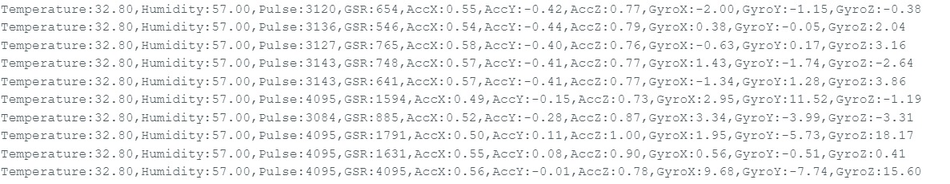 Temperature:32.80,Humidity:57.00,Pulse:3120,GSR:654,AccX:0.55,AccY:-0.42,AccZ:0.77,GyroX:-2.00,GyroY:-1.15,GyroZ:-0.38
Temperature:32.80,Humidity:57.00,Pulse:3136,GSR:546,AccX:0.54,AccY:-0.44,AccZ:0.79,GyroX:0.38,GyroY:-0.05,GyroZ:2.04
Temperature:32.80,Humidity:57.00,Pulse:3127,GSR:765,AccX:0.58,AccY:-0.40,AccZ:0.76,GyroX:-0.63,GyroY:0.17,GyroZ:3.16
Temperature:32.80,Humidity:57.00,Pulse:3143,GSR:748,AccX:0.57,AccY:-0.41,AccZ:0.77,GyroX:1.43,GyroY:-1.74,GyroZ:-2.64
Temperature:32.80,Humidity:57.00,Pulse:3143,GSR:641,AccX:0.57,AccY:-0.41,AccZ:0.77,GyroX:-1.34,GyroY:1.28,GyroZ:3.86
Temperature:32.80,Humidity:57.00,Pulse:4095,GSR:1594,AccX:0.49,AccY:-0.15,AccZ:0.73,GyroX:2.95,GyroY:11.52,GyroZ:-1.19
Temperature:32.80,Humidity:57.00,Pulse:3084,GSR:885,AccX:0.52,AccY:-0.28,AccZ:0.87,GyroX:3.34,GyroY:-3.99,GyroZ:-3.31
Temperature:32.80,Humidity:57.00,Pulse:4095,GSR:1791,AccX:0.50,AccY:0.11,AccZ:1.00,GyroX:1.95,GyroY:-5.73,GyroZ:18.17
Temperature:32.80,Humidity:57.00,Pulse:4095,GSR:1631,AccX:0.55,AccY:0.08,AccZ:0.90,GyroX:0.56,GyroY:-0.51,GyroZ:0.41
Temperature:32.80,Humidity:57.00,Pulse:4095,GSR:4095,AccX:0.56,AccY:-0.01,AccZ:0.78,GyroX:9.68,GyroY:-7.74,GyroZ:15.60